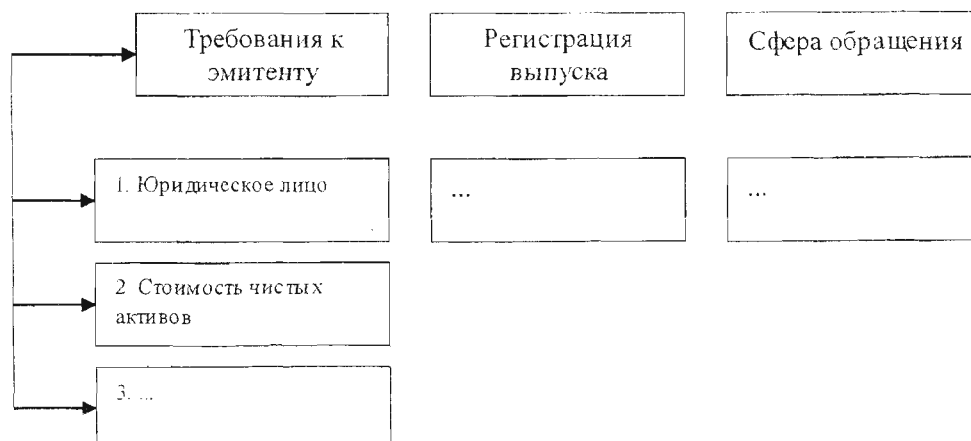 Требования к
эмитенту
Регистрация
выпуска
Сфера обращения
1. Юридическое лицо
...
...
2 Стоимость чистых
активов
3. ...